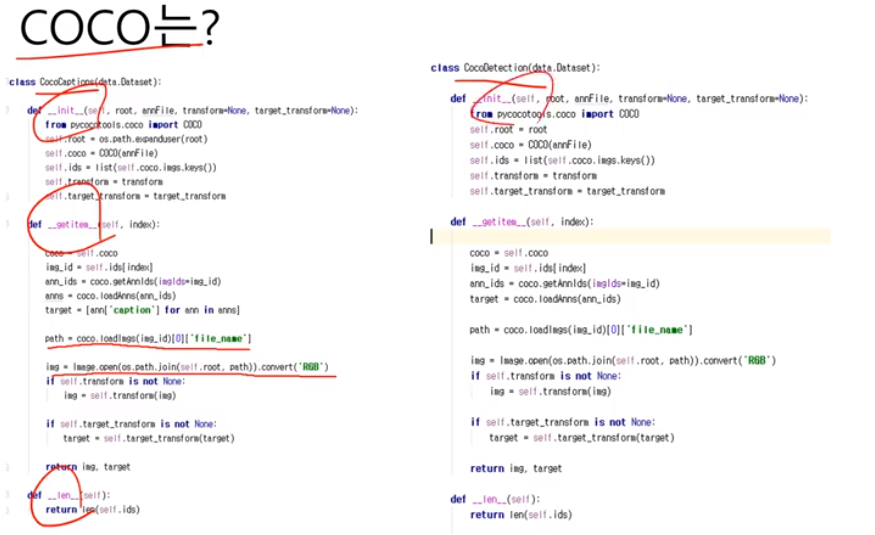 COCO는?
class CocoCaptions(data.Dataset):
def __init__(self, root, annFile, transform=None, target_transform=None):
from pycocotools.coco import COCO
self.root = os.path.expanduser(root)
self.coco = COCO(annFile)
self.ids = list(self.coco.imgs.keys())
self.transform = transform
self.target_transform = target_transform
def __getitem__(self, index):
coco = self.coco
img_id = self.ids[index]
ann_ids = coco.getAnnIds(imgIds=img_id)
anns = coco.loadAnns(ann_ids)
target = [ann['caption'] for ann in anns]
path = coco.loadImgs(img_id)[0]['file_name']
img = Image.open(os.path.join(self.root, path)).convert('RGB')
if self.transform is not None:
img = self.transform(img)
if self.target_transform is not None:
target = self.target_transform(target)
return img, target
def __len__(self):
return len(self.ids)
class CocoDetection(data.Dataset):
def __init__(self, root, annFile, transform=None, target_transform=None):
from pycocotools.coco import COCO
self.root = root
self.coco = COCO(annFile)
self.ids = list(self.coco.imgs.keys())
self.transform = transform
self.target_transform = target_transform
def __getitem__(self, index):
coco = self.coco
img_id = self.ids[index]
ann_ids = coco.getAnnIds(imgIds=img_id)
target = coco.loadAnns(ann_ids)
path = coco.loadImgs(img_id)[0]['file_name']
img = Image.open(os.path.join(self.root, path)).convert('RGB')
if self.transform is not None:
img = self.transform(img)
if self.target_transform is not None:
target = self.target_transform(target)
return img, target
def __len__(self):
return len(self.ids)